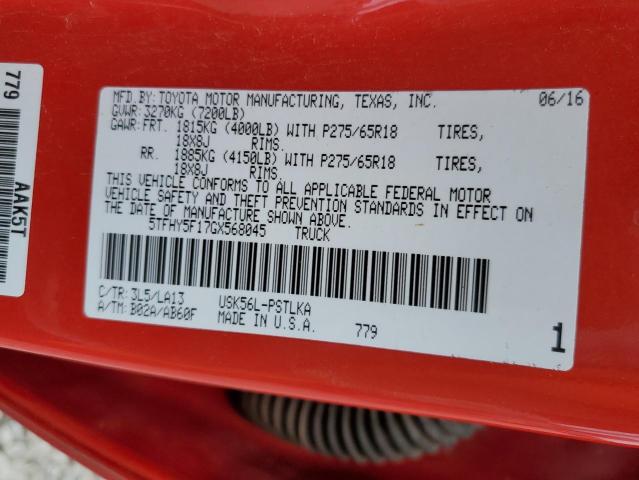 779
AAK5T
MFD.BY:TOYOTA MOTOR MANUFACTURING, TEXAS, INC. 06/16
GVWR:3270KG (7200LB)
GAWR:FRT. 1815KG (4000LB) WITH P275/65R18 TIRES,
18X8J RIMS.
RR. 1885KG (4150LB) WITH P275/65R18 TIRES,
18X8J RIMS.
THIS VEHICLE CONFORMS TO ALL APPLICABLE FEDERAL MOTOR
VEHICLE SAFETY AND THEFT PREVENTION STANDARDS IN EFFECT ON
THE DATE OF MANUFACTURE SHOWN ABOVE.
5TFHY5F17GX568045 TRUCK
C/TR: 3L5/LA13 USK56L-PSTLKA
A/TM: B02A/AB60F MADE IN U.S.A. 779 1